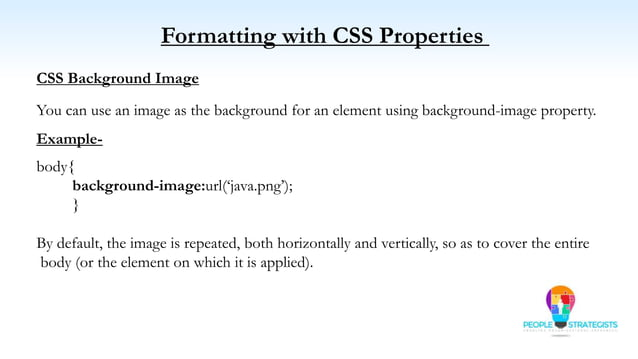 Formatting with CSS Properties
CSS Background Image
You can use an image as the background for an element using background-image property.
Example-
body{
background-image:url(‘java.png’);
}
By default, the image is repeated, both horizontally and vertically, so as to cover the entire
body (or the element on which it is applied).
PEOPLE STRATEGISTS